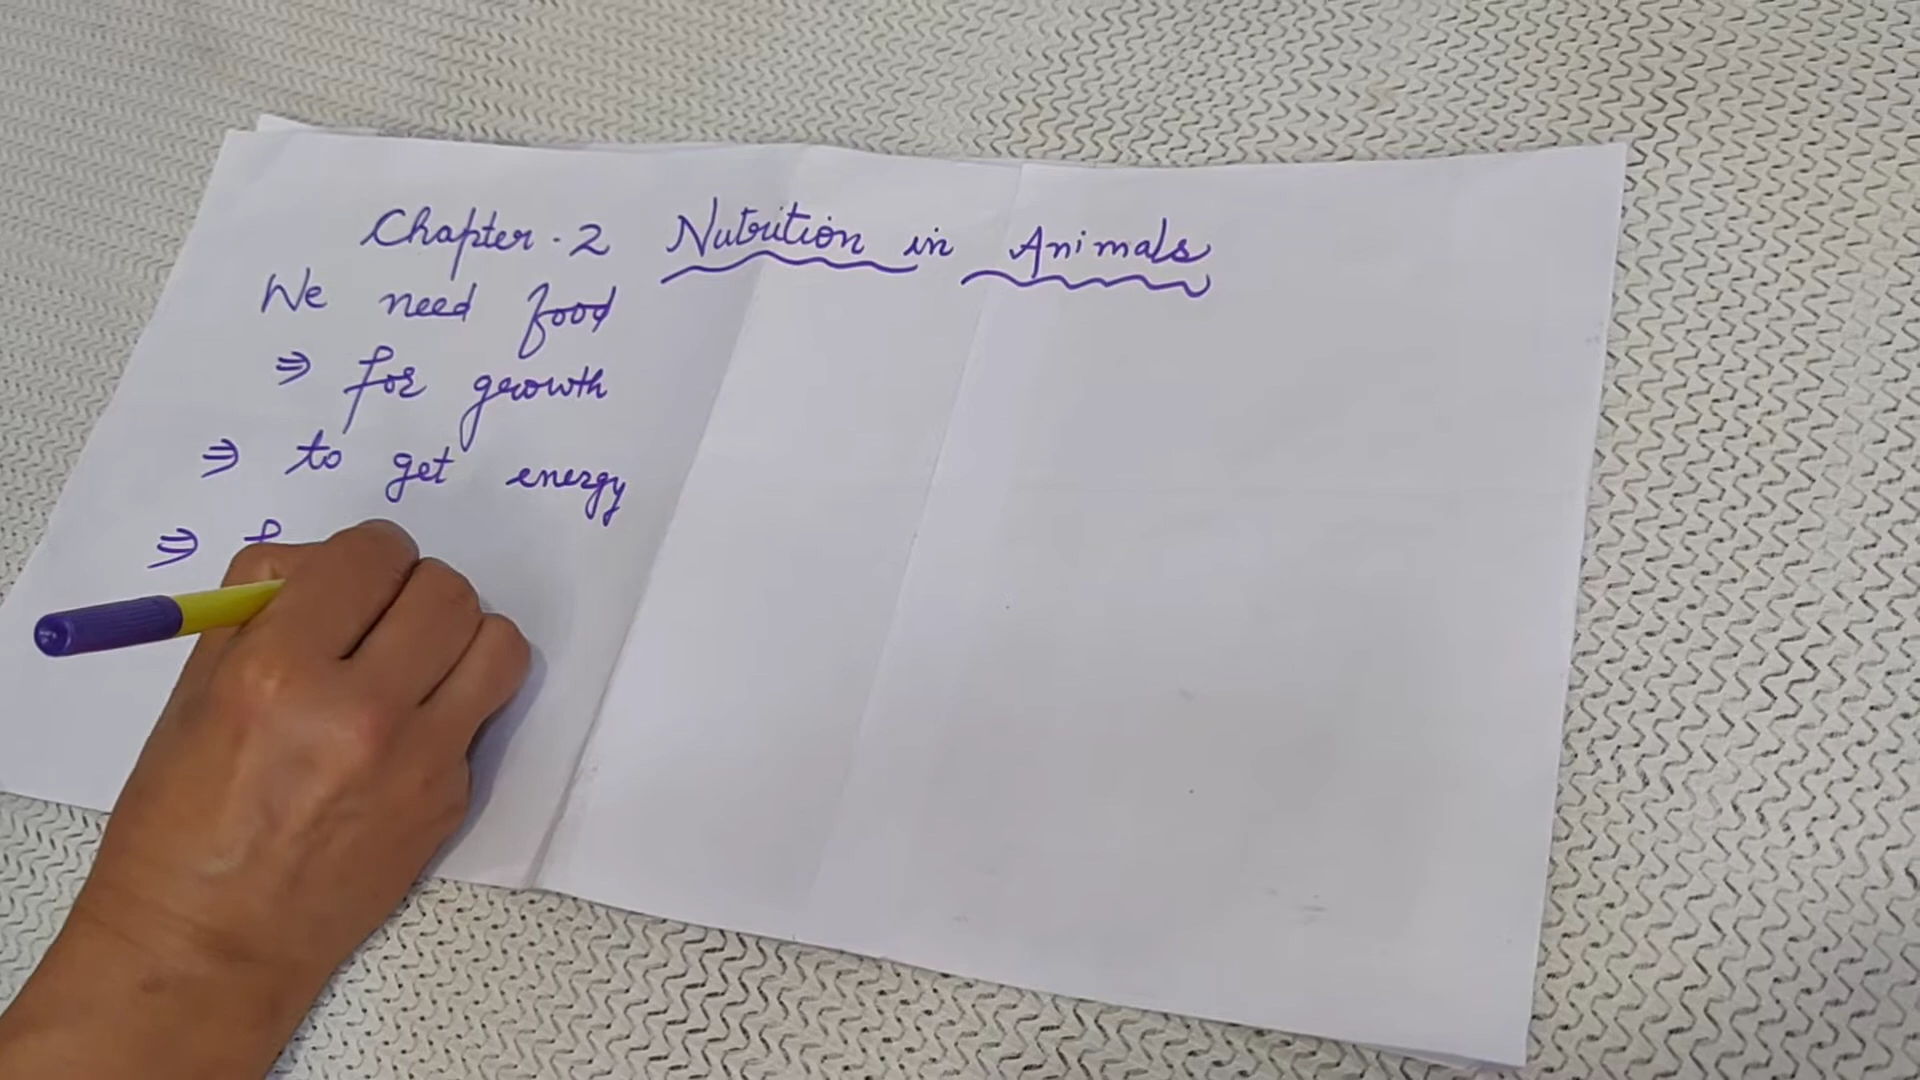 Chapter - 2 Nutrition in Animals
We need food
⇒ for growth
⇒ to get energy
⇒ f